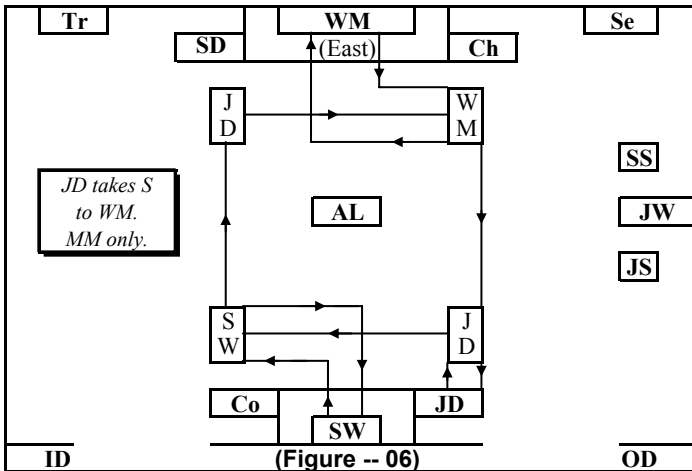 Tr WM Se
SD (East) Ch
J
D
W
M
SS
JD takes S
to WM.
MM only.
AL
JW
JS
S
W
J
D
Co JD
SW
ID (Figure -- 06) OD